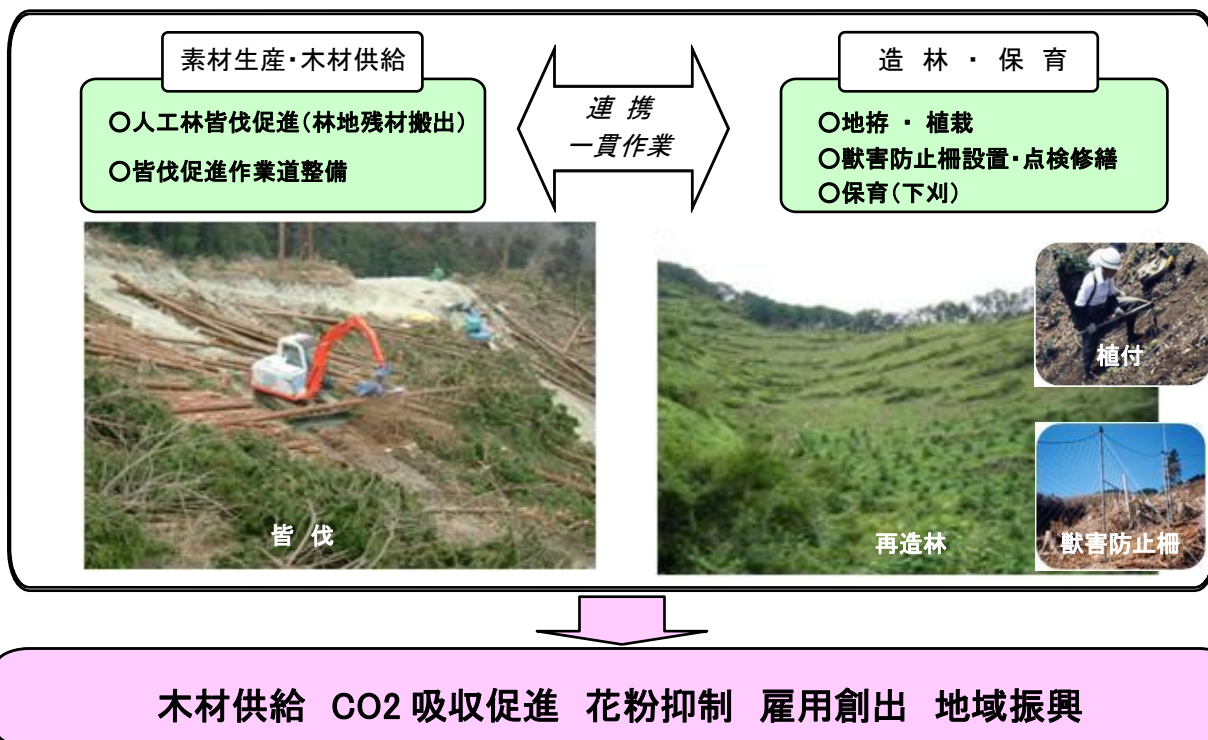 素材生産・木材供給
○人工林皆伐促進（林地残材搬出）
○皆伐促進作業道整備
連 携
一貫作業
造 林 ・ 保 育
○地拵 ・ 植栽
○獣害防止柵設置・点検修繕
○保育（下刈）
皆 伐
再造林
植付
獣害防止柵
木材供給 CO2 吸収促進 花粉抑制 雇用創出 地域振興